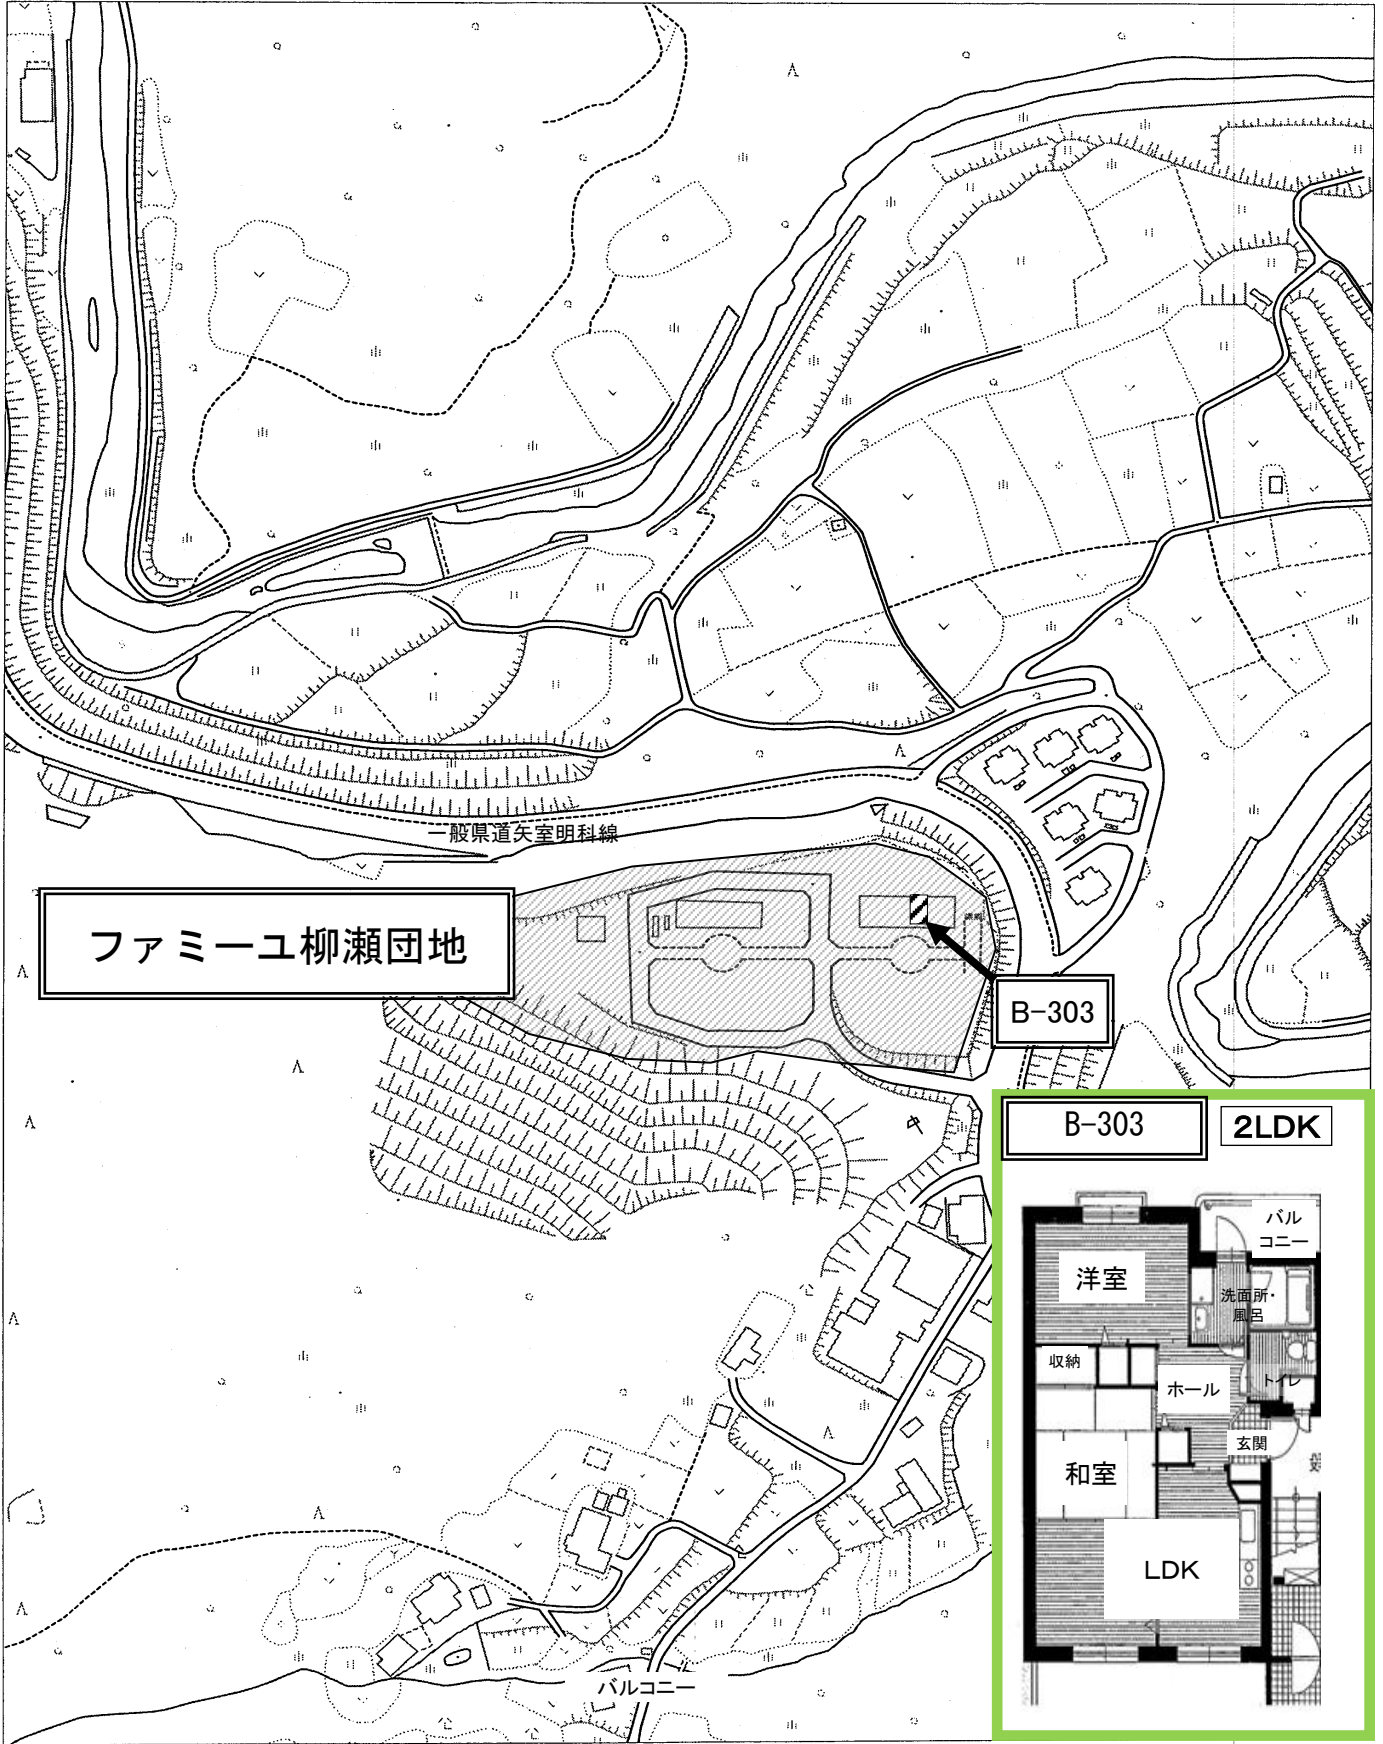 一般県道矢室明科線
ファミーユ柳瀬団地
B-303
B-303
2LDK
バル
コニー
洋室
洗面所・
風呂
収納
トイレ
ホール
玄関
和室
LDK
バルコニー